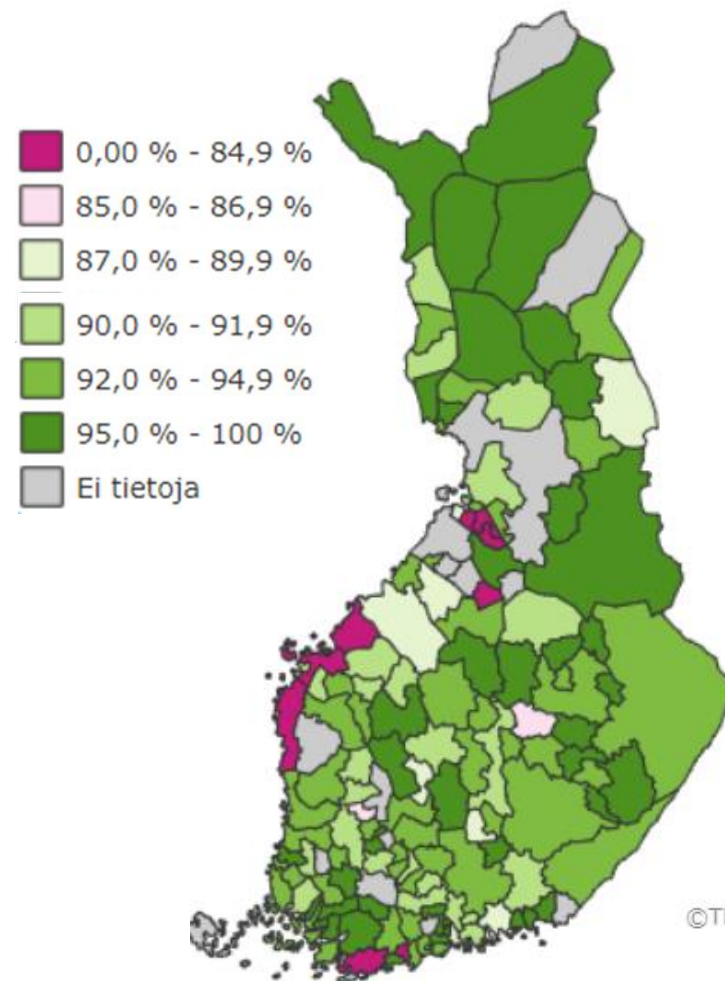 0,00 % - 84,9 %
85,0 % - 86,9 %
87,0 % - 89,9 %
90,0 % - 91,9 %
92,0 % - 94,9 %
95,0 % - 100 %
Ei tietoja